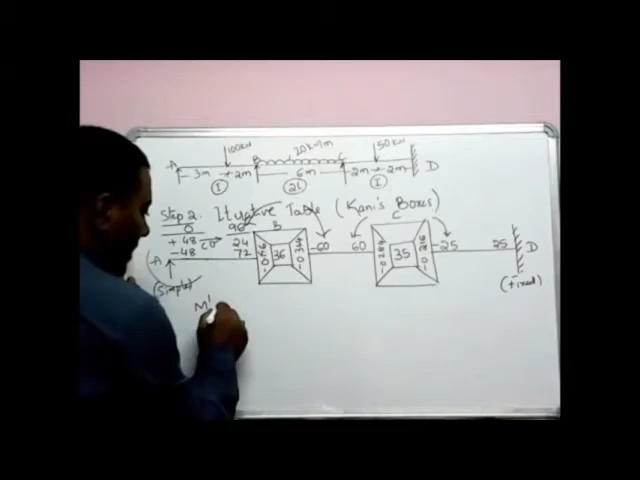 100kN 20kN/m 50kN
A B C D
3m 2m 6m 2m 2m
I 2I I
Step 2. Iterative Table (Kani's Boxes)
0 96 B C
+48 CO 24 -60 60 -25 25
-48 72 36 35 D
A
(Simple) (Fixed)
M'